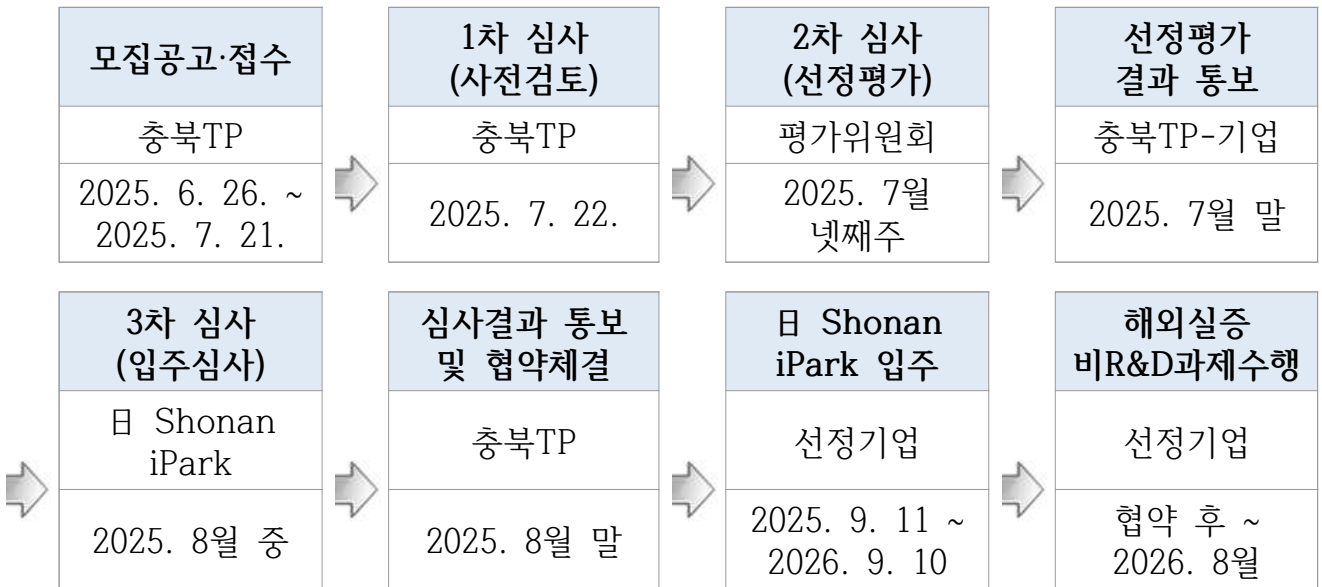 모집공고·접수
충북TP
2025. 6. 26. ~
2025. 7. 21.
1차 심사
(사전검토)
충북TP
2025. 7. 22.
2차 심사
(선정평가)
평가위원회
2025. 7월
넷째주
선정평가
결과 통보
충북TP-기업
2025. 7월 말
3차 심사
(입주심사)
日 Shonan
iPark
2025. 8월 중
심사결과 통보
및 협약체결
충북TP
2025. 8월 말
日 Shonan
iPark 입주
선정기업
2025. 9. 11 ~
2026. 9. 10
해외실증
비R&D과제수행
선정기업
협약 후 ~
2026. 8월